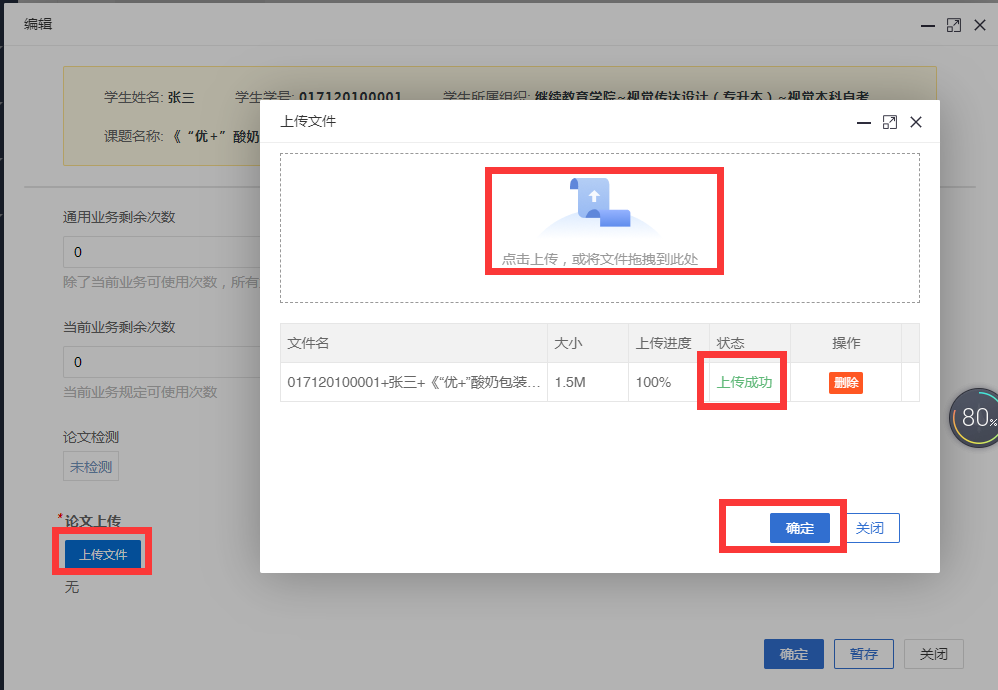 编辑
学生姓名: 张三 学生学号: 017120100001 学生所属组织: 继续教育学院~视觉传达设计（专升本）~视觉本科自考
课题名称: 《“优+”酸奶
通用业务剩余次数
0
除了当前业务可使用次数，所有
当前业务剩余次数
0
当前业务规定可使用次数
论文检测
未检测
*论文上传
上传文件
无
上传文件
点击上传，或将文件拖拽到此处
文件名 大小 上传进度 状态 操作
017120100001+张三+《“优+”酸奶包装... 1.5M 100% 上传成功 删除
确定 关闭
80%
确定 暂存 关闭